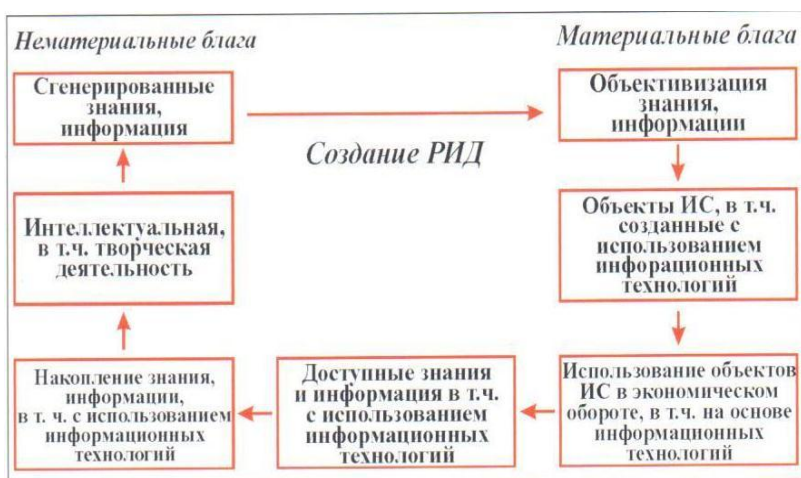 Нематериальные блага
Материальные блага
Сгенерированные
знания,
информация
Объективизация
знания,
информации
Создание РИД
Интеллектуальная,
в т.ч. творческая
деятельность
Объекты ИС, в т.ч.
созданные с
использованием
инфорационных
технологий
Накопление знания,
информации,
в т. ч. с использованием
информационных
технологий
Доступные знания
и информация в т.ч.
с использованием
информационных
технологий
Использование объектов
ИС в экономическом
обороте, в т.ч. на основе
информационных
технологий